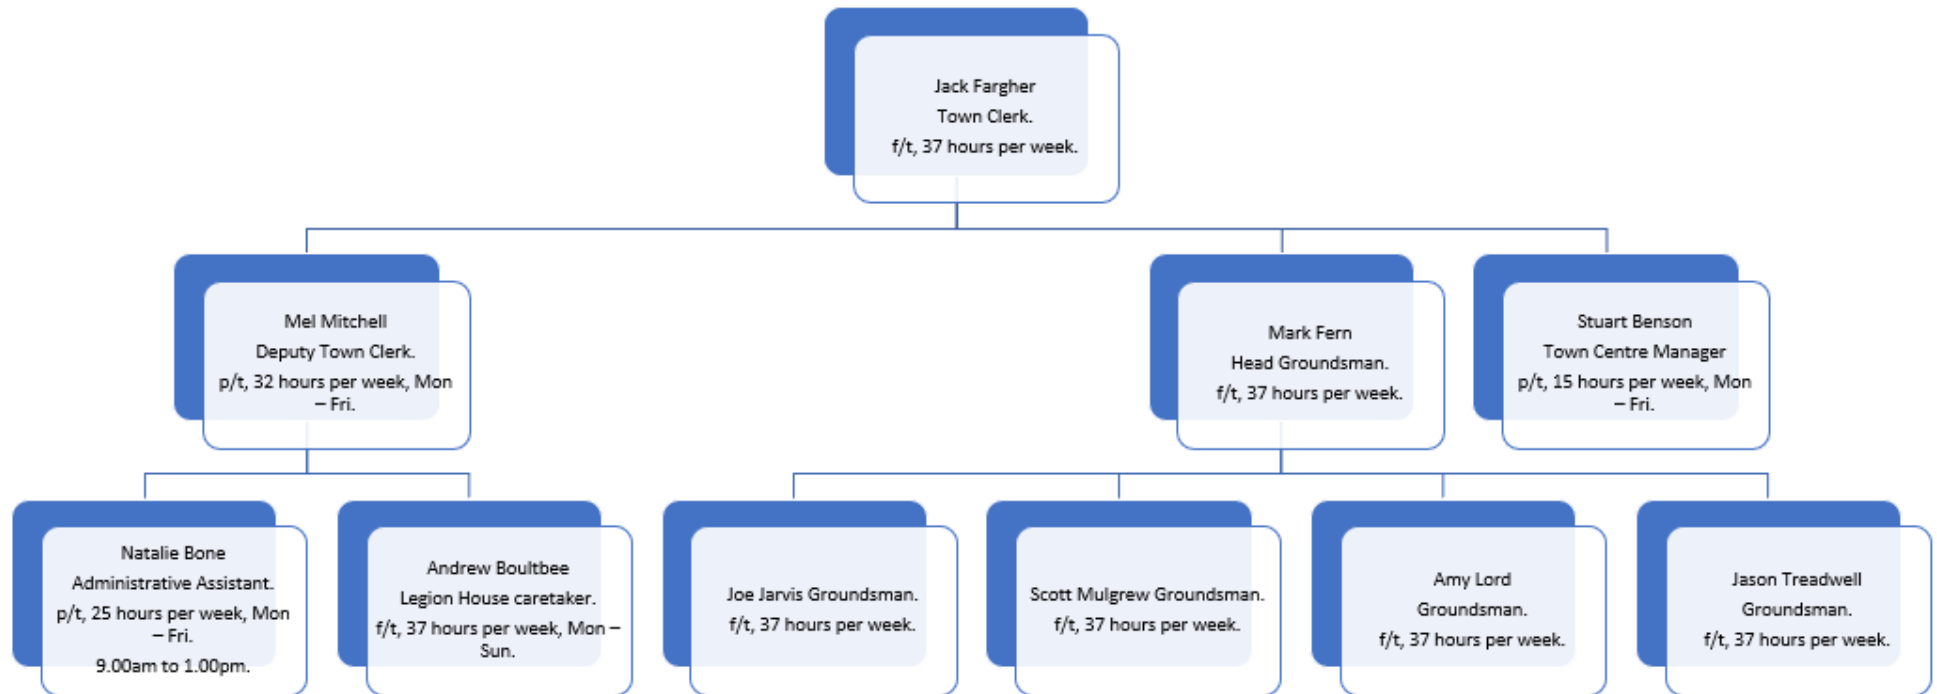 Jack Fargher
Town Clerk.
f/t, 37 hours per week.
Mel Mitchell
Deputy Town Clerk.
p/t, 32 hours per week, Mon
– Fri.
Mark Fern
Head Groundsman.
f/t, 37 hours per week.
Stuart Benson
Town Centre Manager
p/t, 15 hours per week, Mon
– Fri.
Natalie Bone
Administrative Assistant.
p/t, 25 hours per week, Mon
– Fri.
9.00am to 1.00pm.
Andrew Boultbee
Legion House caretaker.
f/t, 37 hours per week, Mon –
Sun.
Joe Jarvis Groundsman.
f/t, 37 hours per week.
Scott Mulgrew Groundsman.
f/t, 37 hours per week.
Amy Lord
Groundsman.
f/t, 37 hours per week.
Jason Treadwell
Groundsman.
f/t, 37 hours per week.